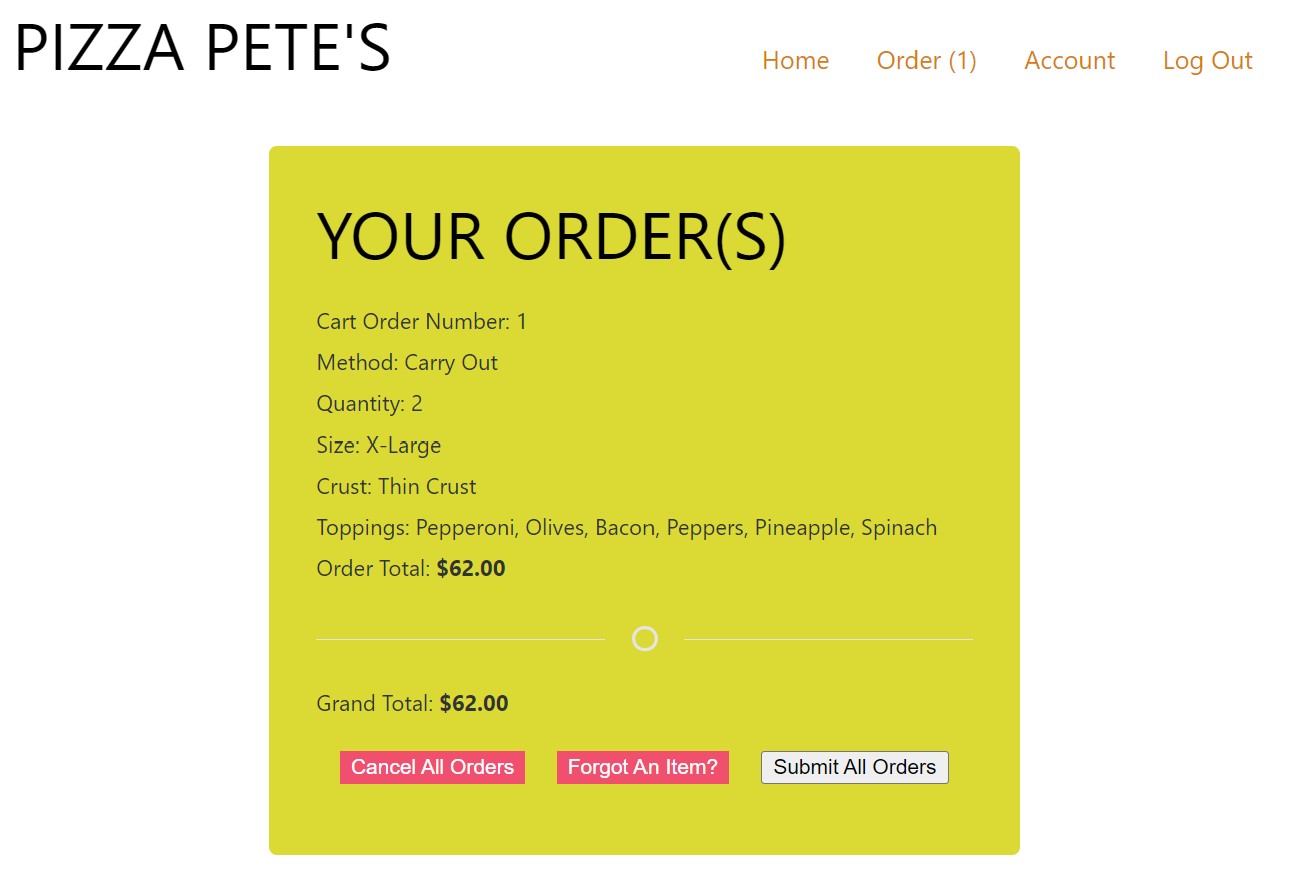 PIZZA PETE'S
Home Order (1) Account Log Out
YOUR ORDER(S)
Cart Order Number: 1
Method: Carry Out
Quantity: 2
Size: X-Large
Crust: Thin Crust
Toppings: Pepperoni, Olives, Bacon, Peppers, Pineapple, Spinach
Order Total: $62.00
Grand Total: $62.00
Cancel All Orders Forgot An Item? Submit All Orders